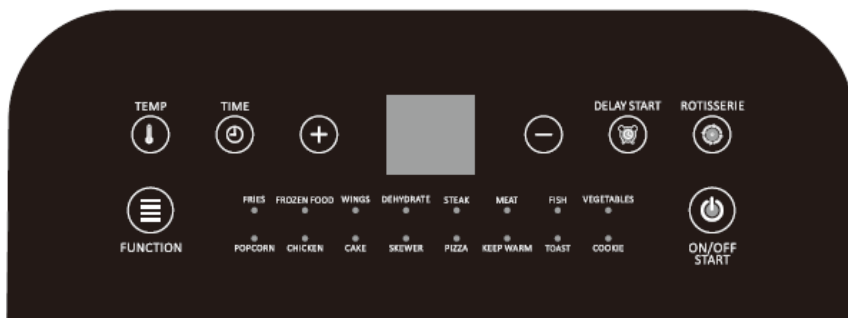 TEMP TIME DELAY START ROTISSERIE
FRIES FROZEN FOOD WINGS DEHYDRATE STEAK MEAT FISH VEGETABLES
FUNCTION POPCORN CHICKEN CAKE SKEWER PIZZA KEEP WARM TOAST COOKIE ON/OFF
START